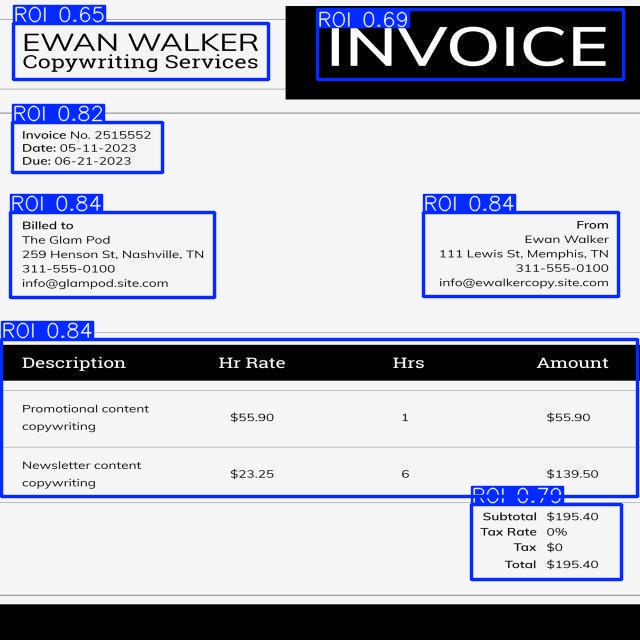 ROI 0.65
EWAN WALKER
Copywriting Services
ROI 0.69
INVOICE
ROI 0.82
Invoice No. 2515552
Date: 05-11-2023
Due: 06-21-2023
ROI 0.84
Billed to
The Glam Pod
259 Henson St, Nashville, TN
311-555-0100
info@glampod.site.com
ROI 0.84
From
Ewan Walker
111 Lewis St, Memphis, TN
311-555-0100
info@ewalkercopy.site.com
ROI 0.84
Description Hr Rate Hrs Amount
Promotional content
copywriting $55.90 1 $55.90
Newsletter content
copywriting $23.25 6 $139.50
ROI 0.79
Subtotal $195.40
Tax Rate 0%
Tax $0
Total $195.40